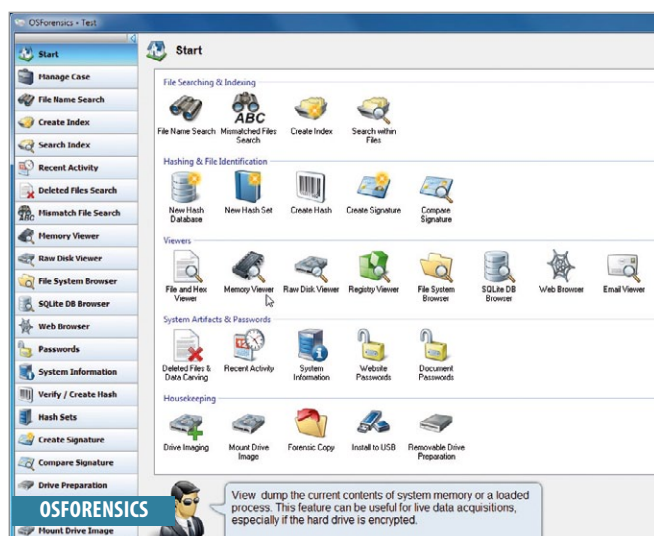 OSForensics - Test
Start
Manage Case
File Name Search
Create Index
Search Index
Recent Activity
Deleted Files Search
Mismatch File Search
Memory Viewer
Raw Disk Viewer
File System Browser
SQLite DB Browser
Web Browser
Passwords
System Information
Verify / Create Hash
Hash Sets
Create Signature
Compare Signature
Drive Preparation
OSFORENSICS
Mount Drive Image
Start
File Searching & Indexing
ABC
File Name Search
Mismatched Files
Search
Create Index
Search within
Files
Hashing & File Identification
New Hash
Database
New Hash Set
Create Hash
Create Signature
Compare
Signature
Viewers
File and Hex
Viewer
Memory Viewer
Raw Disk Viewer
Registry Viewer
File System
Browser
SQLite DB
Browser
Web Browser
Email Viewer
System Artifacts & Passwords
Deleted Files &
Data Carving
Recent Activity
System
Information
Website
Passwords
Document
Passwords
Housekeeping
Drive Imaging
Mount Drive
Image
Forensic Copy
Install to USB
Removable Drive
Preparation
View dump the current contents of system memory or a loaded
process. This feature can be useful for live data acquisitions,
especially if the hard drive is encrypted.